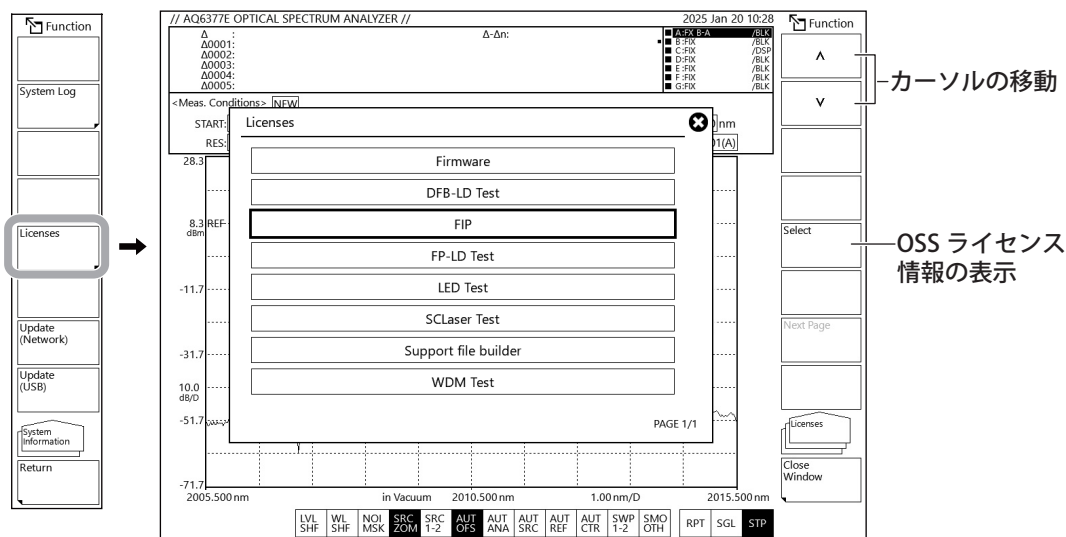 Function
System Log
Licenses
Update
(Network)
Update
(USB)
System
Information
Return
// AQ6377E OPTICAL SPECTRUM ANALYZER //
2025 Jan 20 10:28
Δ :
Δ-Δn:
Δ0001:
Δ0002:
Δ0003:
Δ0004:
Δ0005:
A:FX B-A /BLK
B:FIX /BLK
C:FIX /DSP
D:FIX /BLK
E:FIX /BLK
F:FIX /BLK
G:FIX /BLK
<Meas. Conditions> NEW
START:
nm
RES:
01(A)
Licenses
Firmware
DFB-LD Test
FIP
FP-LD Test
LED Test
SCLaser Test
Support file builder
WDM Test
PAGE 1/1
28.3
8.3 REF
dBm
-11.7
-31.7
10.0
dB/D
-51.7
-71.7
2005.500 nm in Vacuum 2010.500 nm 1.00 nm/D 2015.500 nm
LVL SHF
WL SHF
NOI MSK
SRC ZOM
SRC 1-2
AUT OFS
AUT ANA
AUT SRC
AUT REF
AUT CTR
SWP 1-2
SMO OTH
RPT
SGL
STP
Function
∧
∨
Select
Next Page
Licenses
Close
Window
カーソルの移動
OSS ライセンス
情報の表示